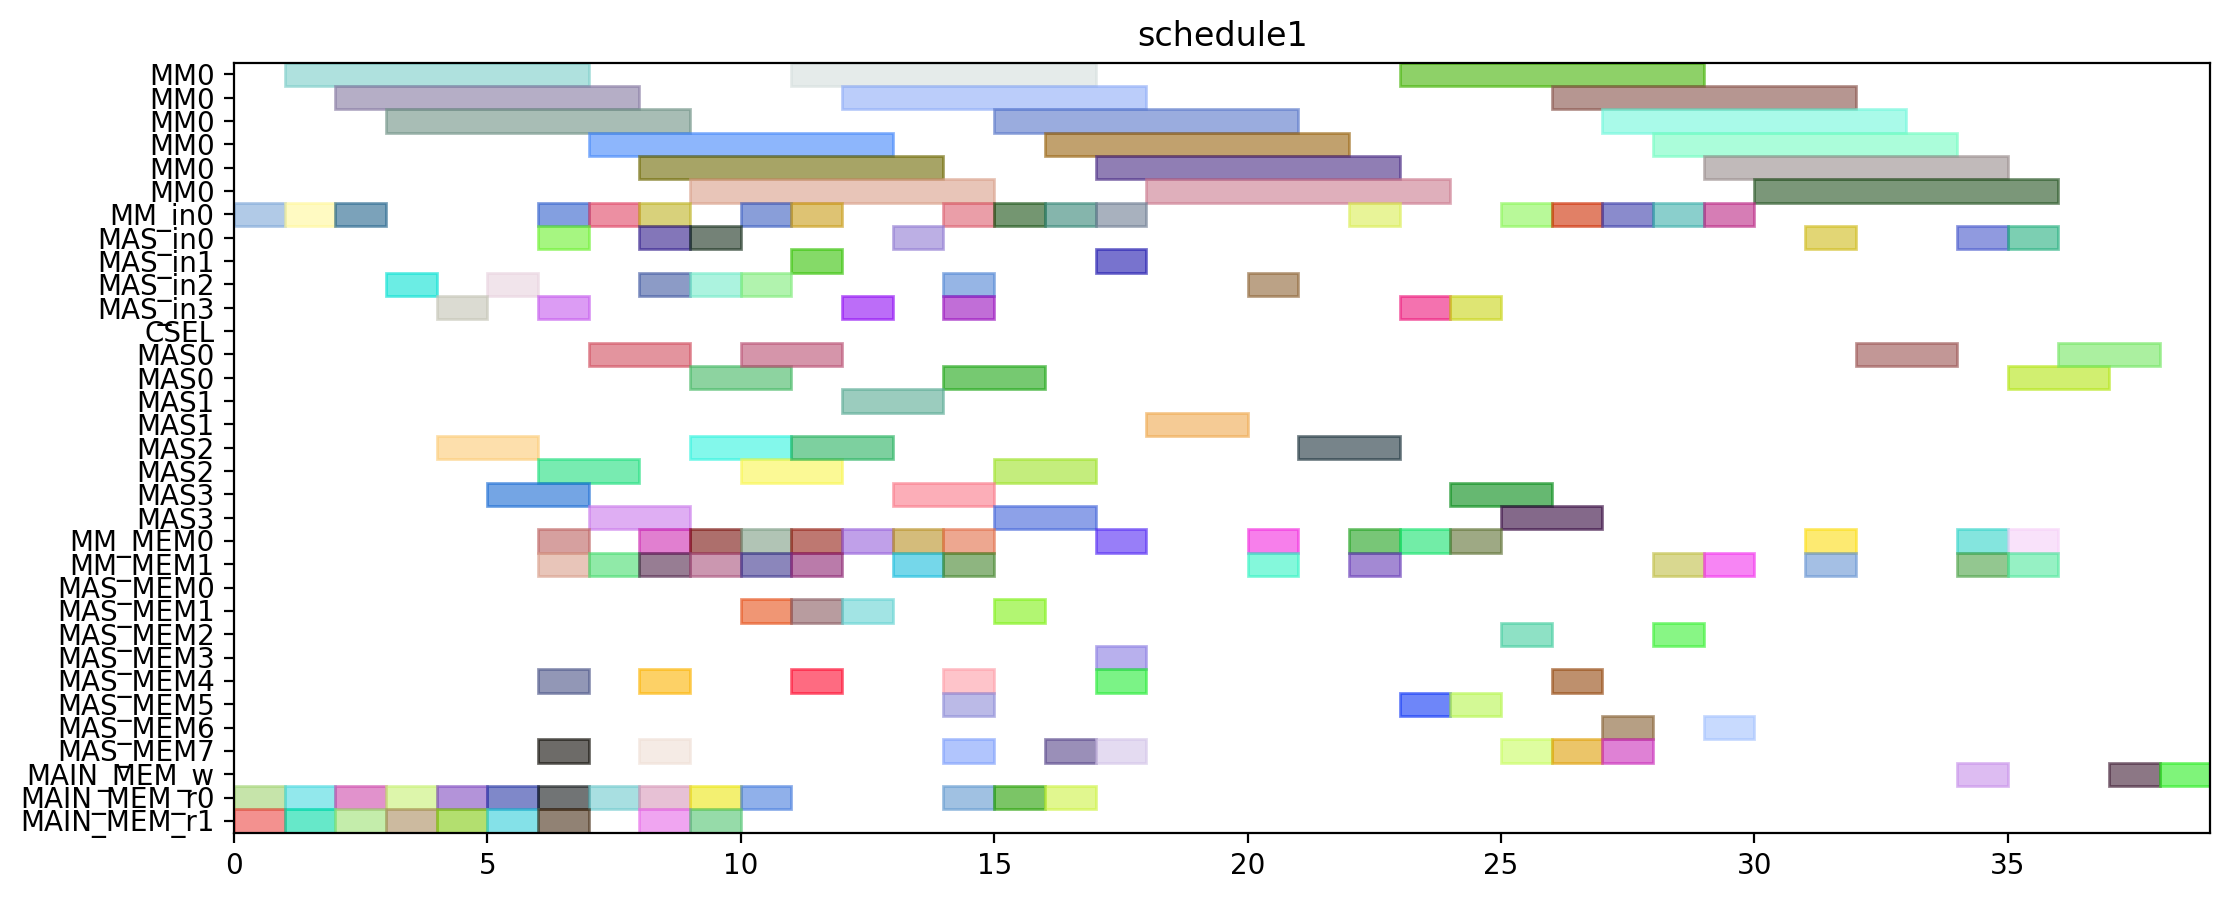 schedule1
MM0
MM0
MM0
MM0
MM0
MM0
MM_in0
MAS_in0
MAS_in1
MAS_in2
MAS_in3
CSEL
MAS0
MAS0
MAS1
MAS1
MAS2
MAS2
MAS3
MAS3
MM_MEM0
MM_MEM1
MAS_MEM0
MAS_MEM1
MAS_MEM2
MAS_MEM3
MAS_MEM4
MAS_MEM5
MAS_MEM6
MAS_MEM7
MAIN_MEM_w
MAIN_MEM_r0
MAIN_MEM_r1
0 5 10 15 20 25 30 35